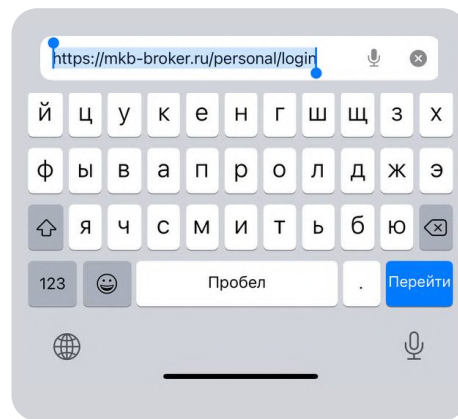 https://mkb-broker.ru/personal/login
й ц у к е н г ш щ з х
ф ы в а п р о л д ж э
я ч с м и т ь б ю
123 Пробел . Перейти